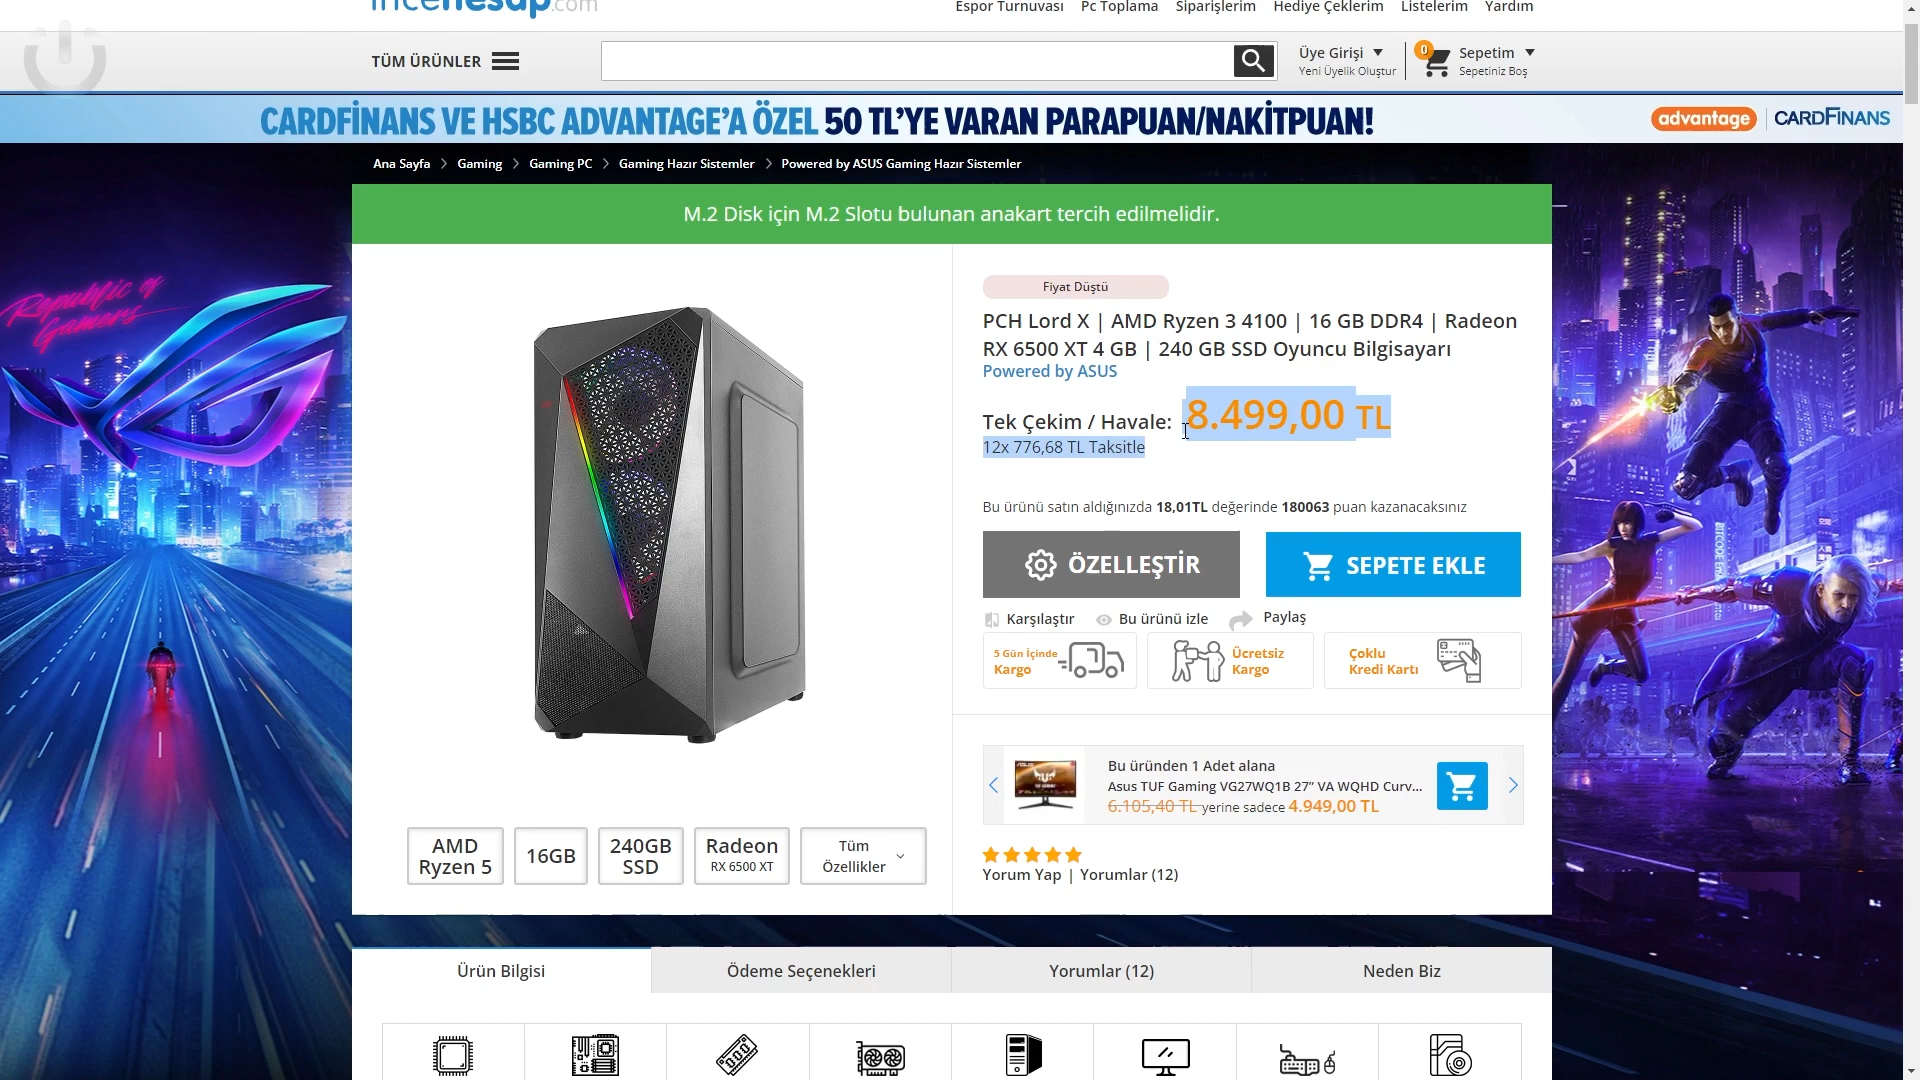 incehesap.com
Espor Turnuvası Pc Toplama Siparişlerim Hediye Çeklerim Listelerim Yardım
TÜM ÜRÜNLER
Üye Girişi
Yeni Üyelik Oluştur
0
Sepetim
Sepetiniz Boş
CARDFİNANS VE HSBC ADVANTAGE'A ÖZEL 50 TL'YE VARAN PARAPUAN/NAKİTPUAN!
advantage
CARDFİNANS
Ana Sayfa > Gaming > Gaming PC > Gaming Hazır Sistemler > Powered by ASUS Gaming Hazır Sistemler
M.2 Disk için M.2 Slotu bulunan anakart tercih edilmelidir.
Republic of
Gamers
Fiyat Düştü
PCH Lord X | AMD Ryzen 3 4100 | 16 GB DDR4 | Radeon
RX 6500 XT 4 GB | 240 GB SSD Oyuncu Bilgisayarı
Powered by ASUS
Tek Çekim / Havale: 8.499,00 TL
12x 776,68 TL Taksitle
Bu ürünü satın aldığınızda 18,01TL değerinde 180063 puan kazanacaksınız
ÖZELLEŞTİR
SEPETE EKLE
Karşılaştır
Bu ürünü izle
Paylaş
5 Gün İçinde
Kargo
Ücretsiz
Kargo
Çoklu
Kredi Kartı
Bu üründen 1 Adet alana
Asus TUF Gaming VG27WQ1B 27” VA WQHD Curv...
6.105,40 TL yerine sadece 4.949,00 TL
AMD
Ryzen 5
16GB
240GB
SSD
Radeon
RX 6500 XT
Tüm
Özellikler
Yorum Yap | Yorumlar (12)
Ürün Bilgisi
Ödeme Seçenekleri
Yorumlar (12)
Neden Biz